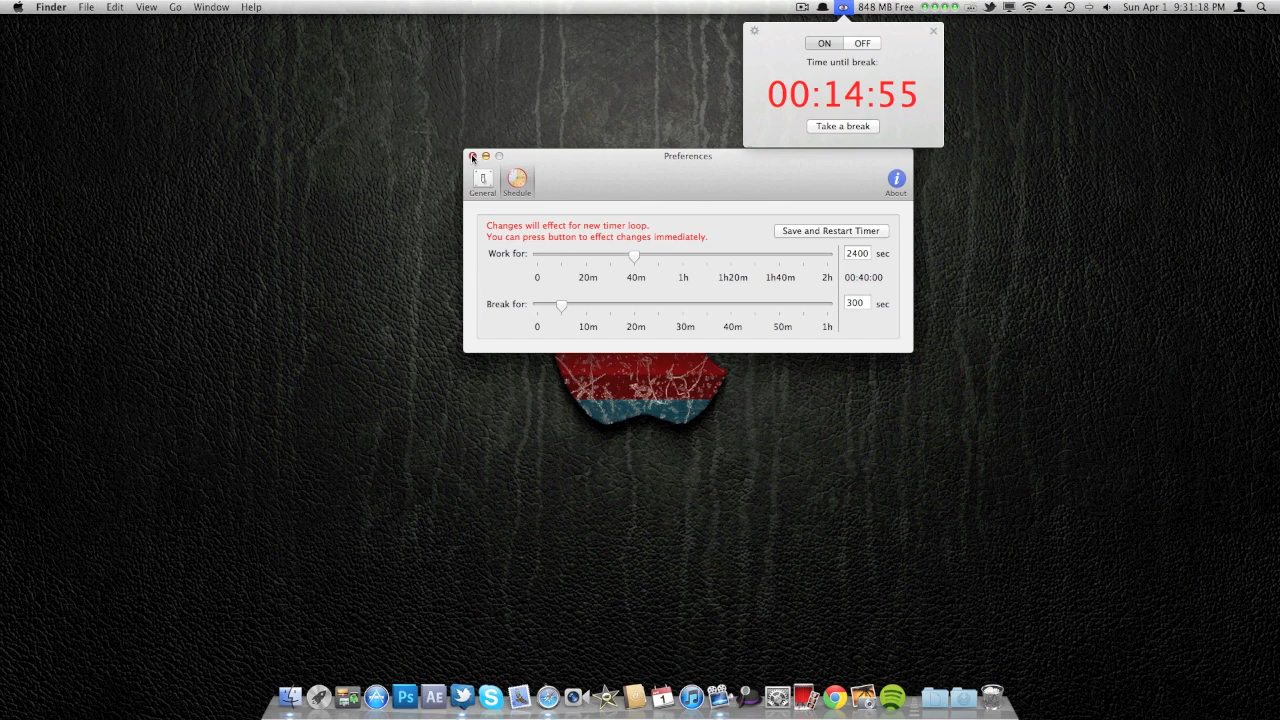 Finder File Edit View Go Window Help 848 MB Free Sun Apr 1 9:31:18 PM
ON OFF
Time until break:
00:14:55
Take a break
Preferences
General Shedule About
Changes will effect for new timer loop.
You can press button to effect changes immediately.
Save and Restart Timer
Work for: 2400 sec
0 20m 40m 1h 1h20m 1h40m 2h 00:40:00
Break for: 300 sec
0 10m 20m 30m 40m 50m 1h
Ps AE 1